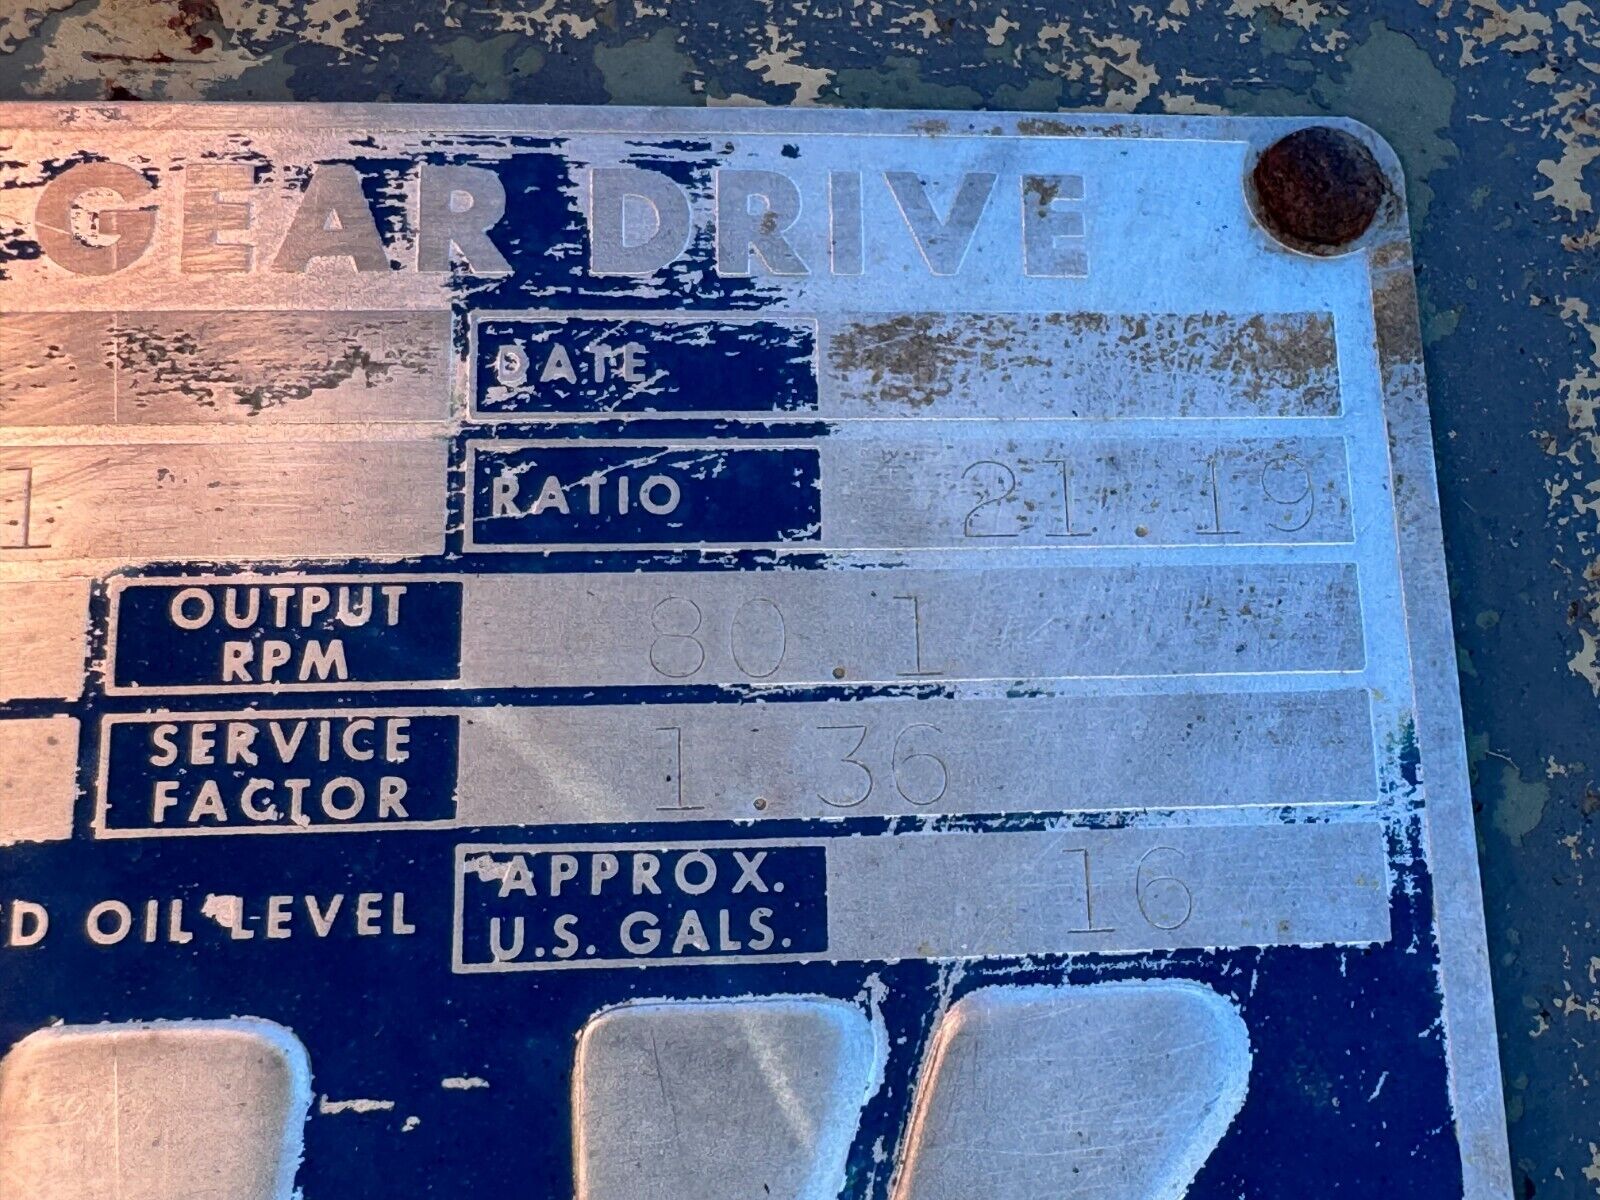 GEAR DRIVE
DATE
1 RATIO 21.19
OUTPUT RPM 80.1
SERVICE FACTOR 1.36
D OIL LEVEL APPROX. U.S. GALS. 16